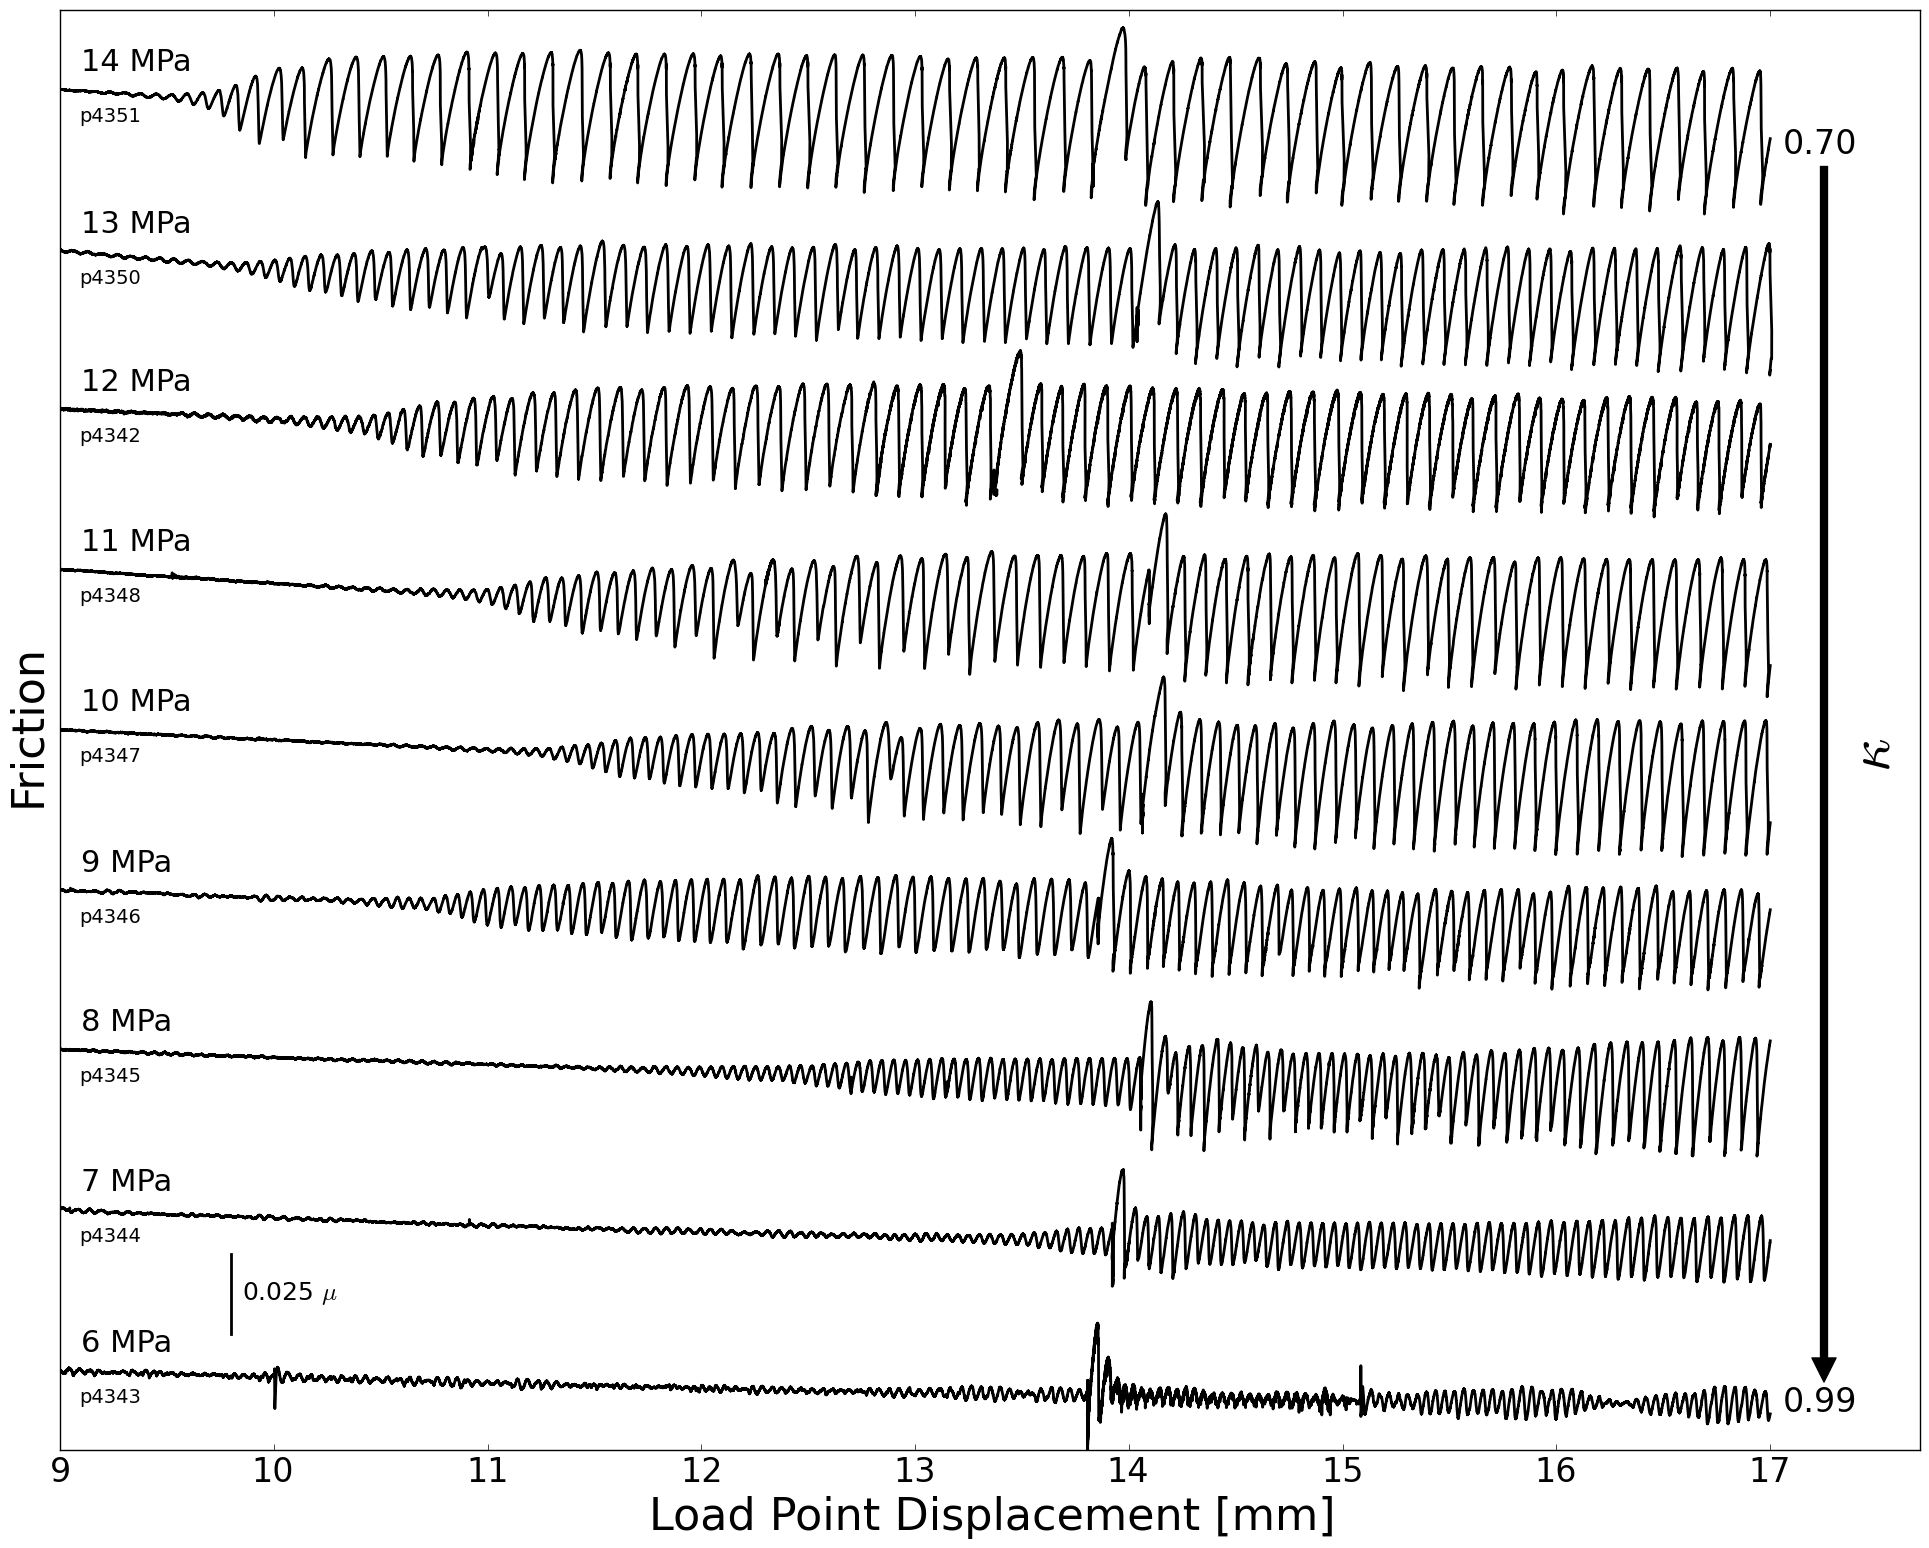 14 MPa
p4351
0.70
13 MPa
p4350
12 MPa
p4342
11 MPa
p4348
10 MPa
p4347
9 MPa
p4346
8 MPa
p4345
7 MPa
p4344
0.025 μ
6 MPa
p4343
0.99
κ
Friction
9 10 11 12 13 14 15 16 17
Load Point Displacement [mm]